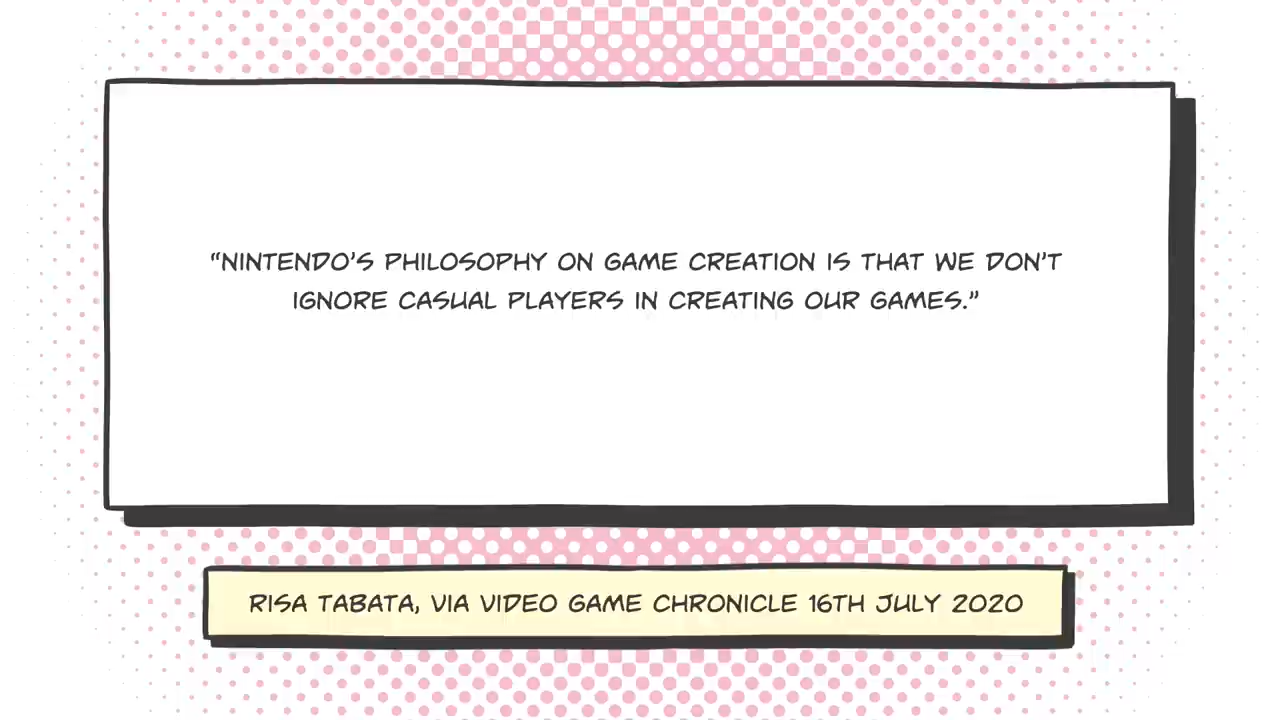 “NINTENDO’S PHILOSOPHY ON GAME CREATION IS THAT WE DON’T
IGNORE CASUAL PLAYERS IN CREATING OUR GAMES.”
RISA TABATA, VIA VIDEO GAME CHRONICLE 16TH JULY 2020